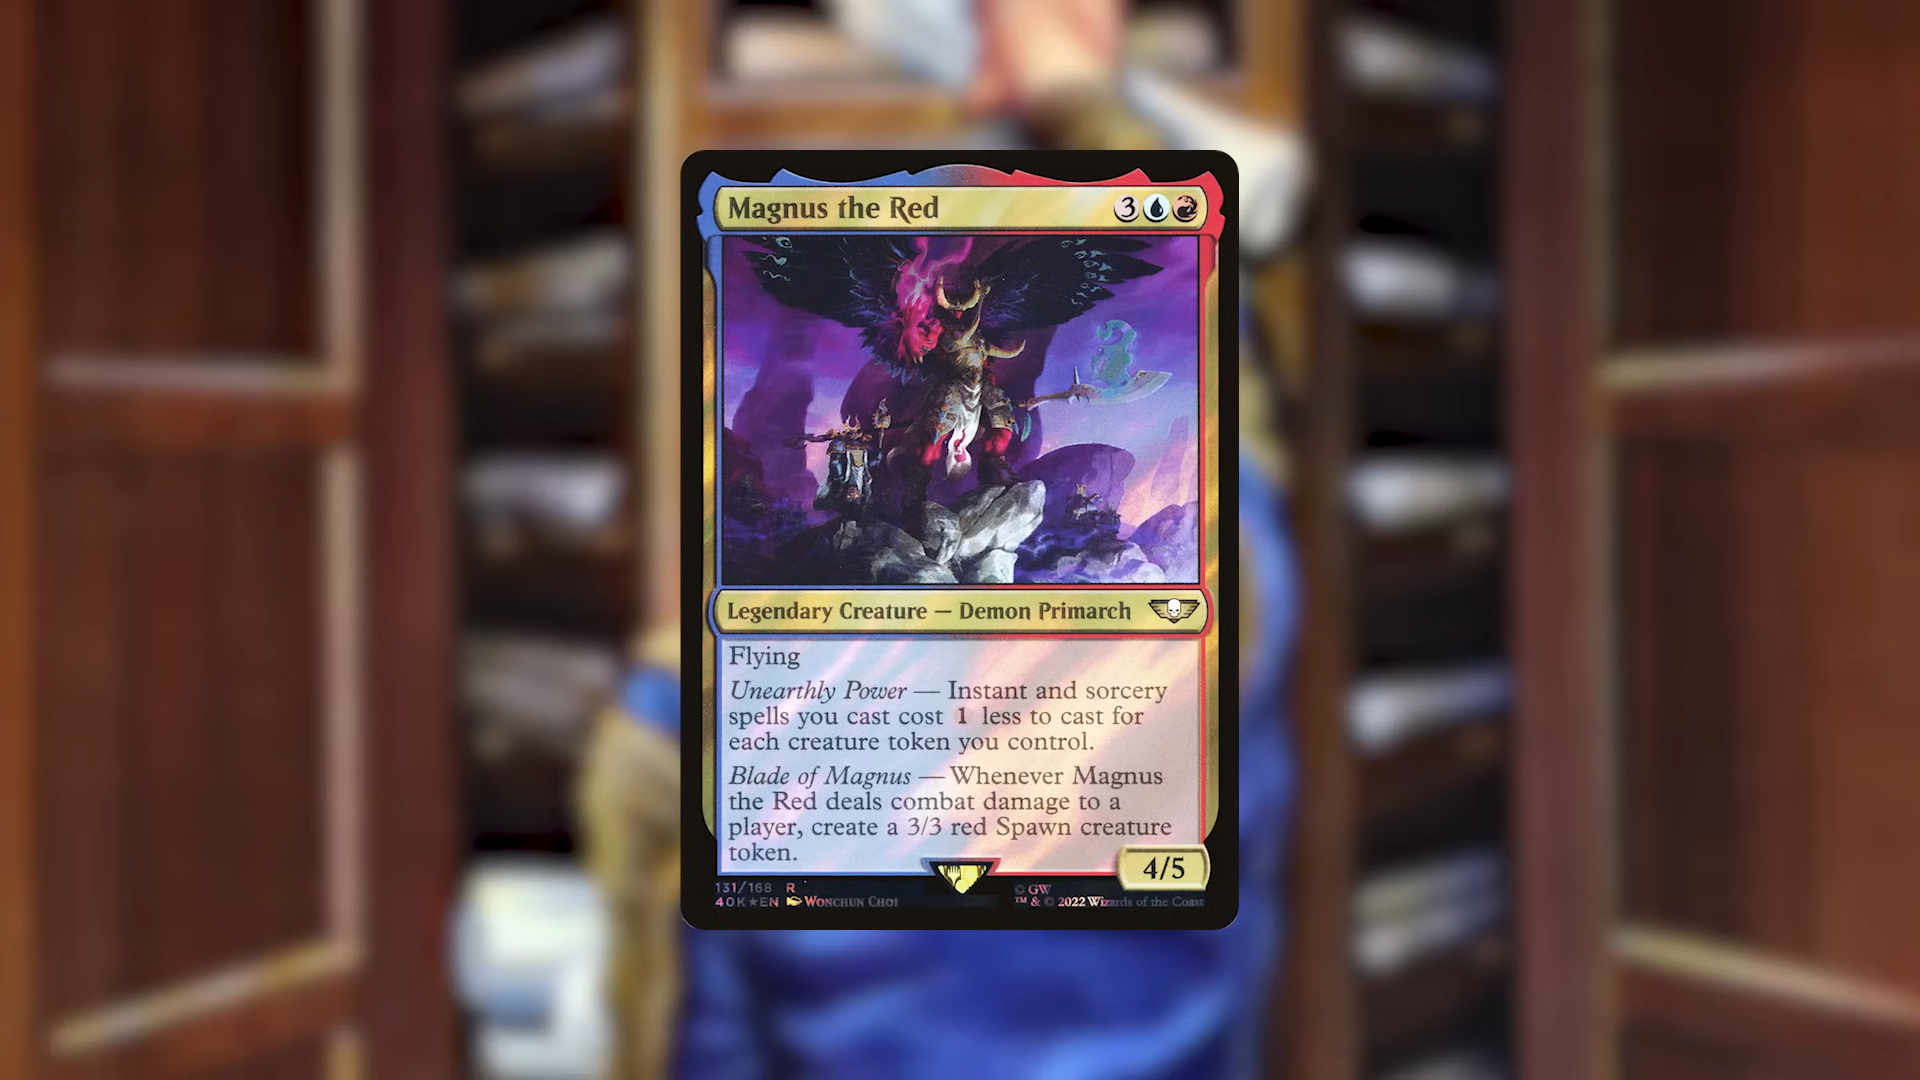 Magnus the Red 3
Legendary Creature — Demon Primarch
Flying
Unearthly Power — Instant and sorcery
spells you cast cost 1 less to cast for
each creature token you control.
Blade of Magnus — Whenever Magnus
the Red deals combat damage to a
player, create a 3/3 red Spawn creature
token.
4/5
131/168 R
40K★EN Wonchun Choi
© GW
™ & © 2022 Wizards of the Coast